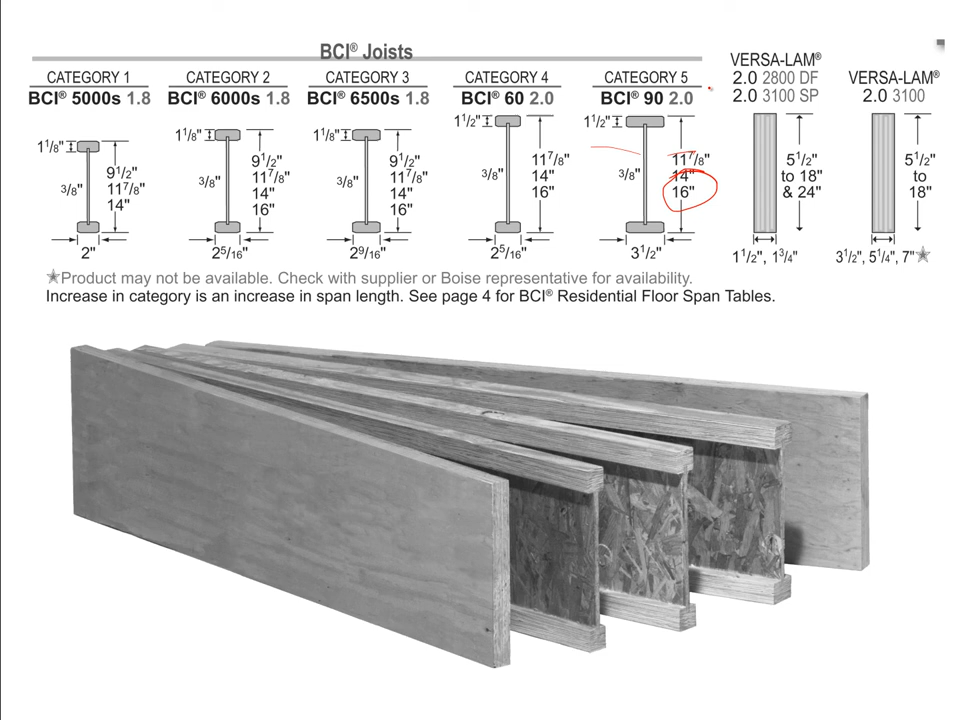 BCI® Joists
CATEGORY 1
BCI® 5000s 1.8
1 1/8"
3/8"
9 1/2"
11 7/8"
14"
2"
CATEGORY 2
BCI® 6000s 1.8
1 1/8"
3/8"
9 1/2"
11 7/8"
14"
16"
2 5/16"
CATEGORY 3
BCI® 6500s 1.8
1 1/8"
3/8"
9 1/2"
11 7/8"
14"
16"
2 9/16"
CATEGORY 4
BCI® 60 2.0
1 1/2"
3/8"
11 7/8"
14"
16"
2 5/16"
CATEGORY 5
BCI® 90 2.0
1 1/2"
3/8"
11 7/8"
14"
16"
3 1/2"
VERSA-LAM®
2.0 2800 DF
2.0 3100 SP
5 1/2"
to 18"
& 24"
1 1/2", 1 3/4"
VERSA-LAM®
2.0 3100
5 1/2"
to
18"
3 1/2", 5 1/4", 7"★
★Product may not be available. Check with supplier or Boise representative for availability.
Increase in category is an increase in span length. See page 4 for BCI® Residential Floor Span Tables.